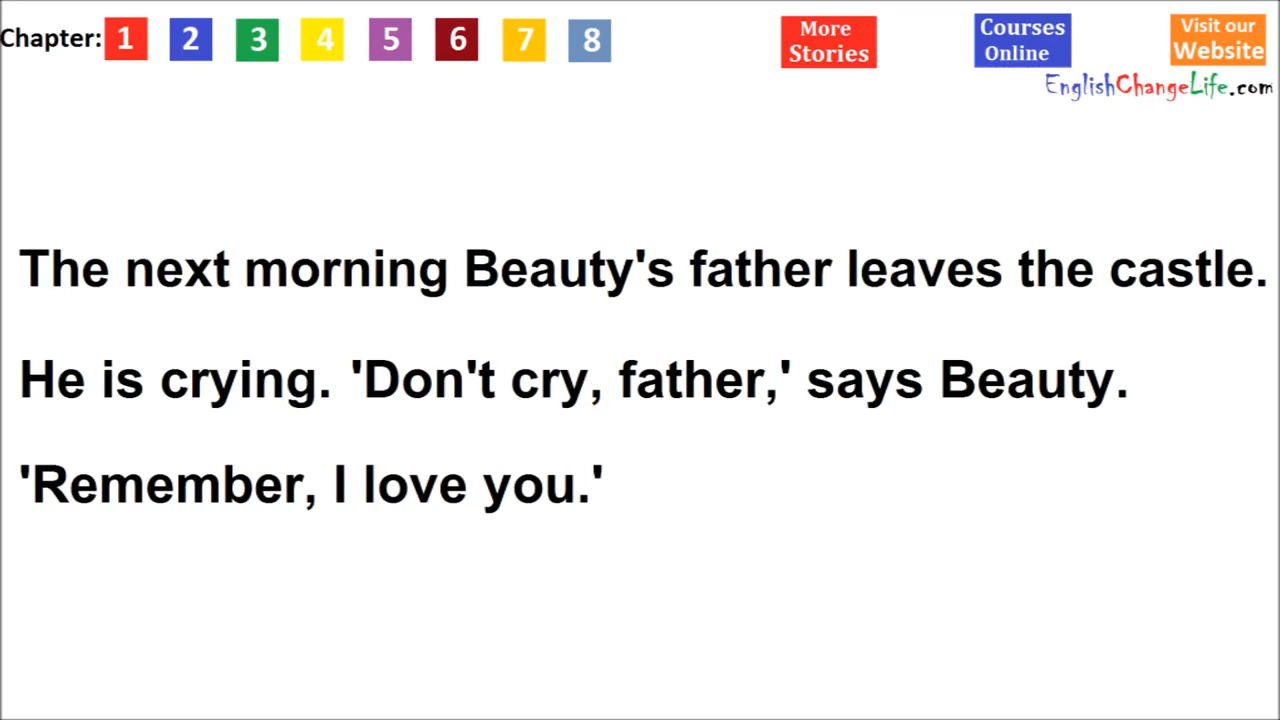 Chapter: 1 2 3 4 5 6 7 8
More Stories
Courses Online
Visit our Website
EnglishChangeLife.com
The next morning Beauty's father leaves the castle.
He is crying. 'Don't cry, father,' says Beauty.
'Remember, I love you.'